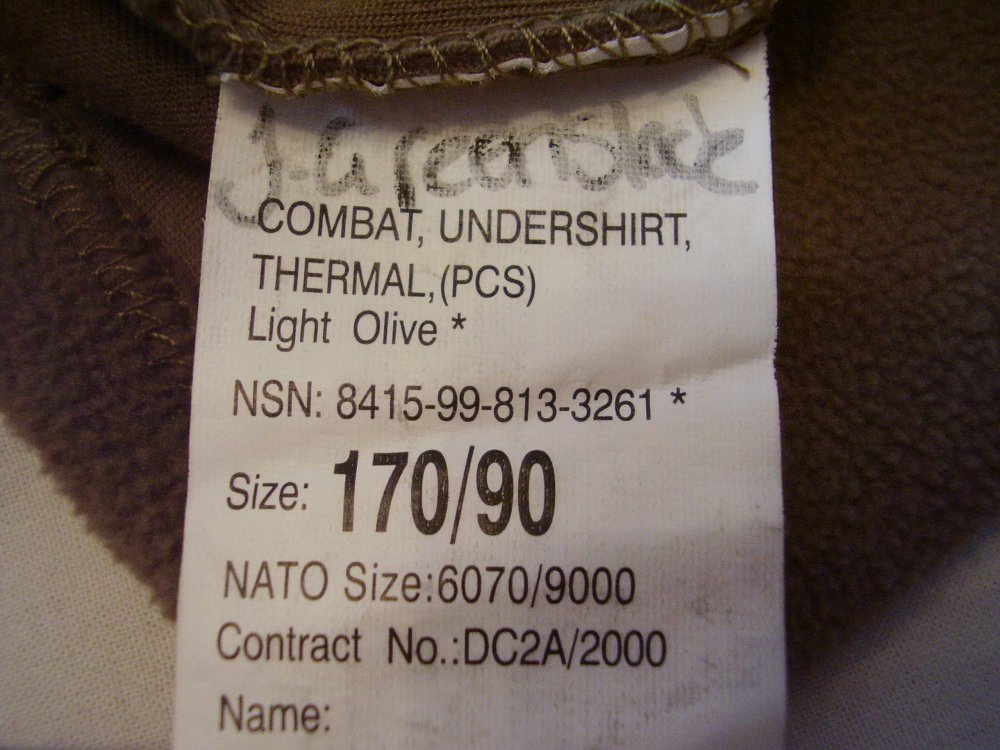 COMBAT, UNDERSHIRT,
THERMAL,(PCS)
Light Olive *
NSN: 8415-99-813-3261 *
Size: 170/90
NATO Size:6070/9000
Contract No.:DC2A/2000
Name: